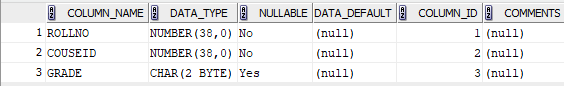 COLUMN_NAME DATA_TYPE NULLABLE DATA_DEFAULT COLUMN_ID COMMENTS
1 ROLLNO NUMBER(38,0) No (null) 1 (null)
2 COUSEID NUMBER(38,0) No (null) 2 (null)
3 GRADE CHAR(2 BYTE) Yes (null) 3 (null)